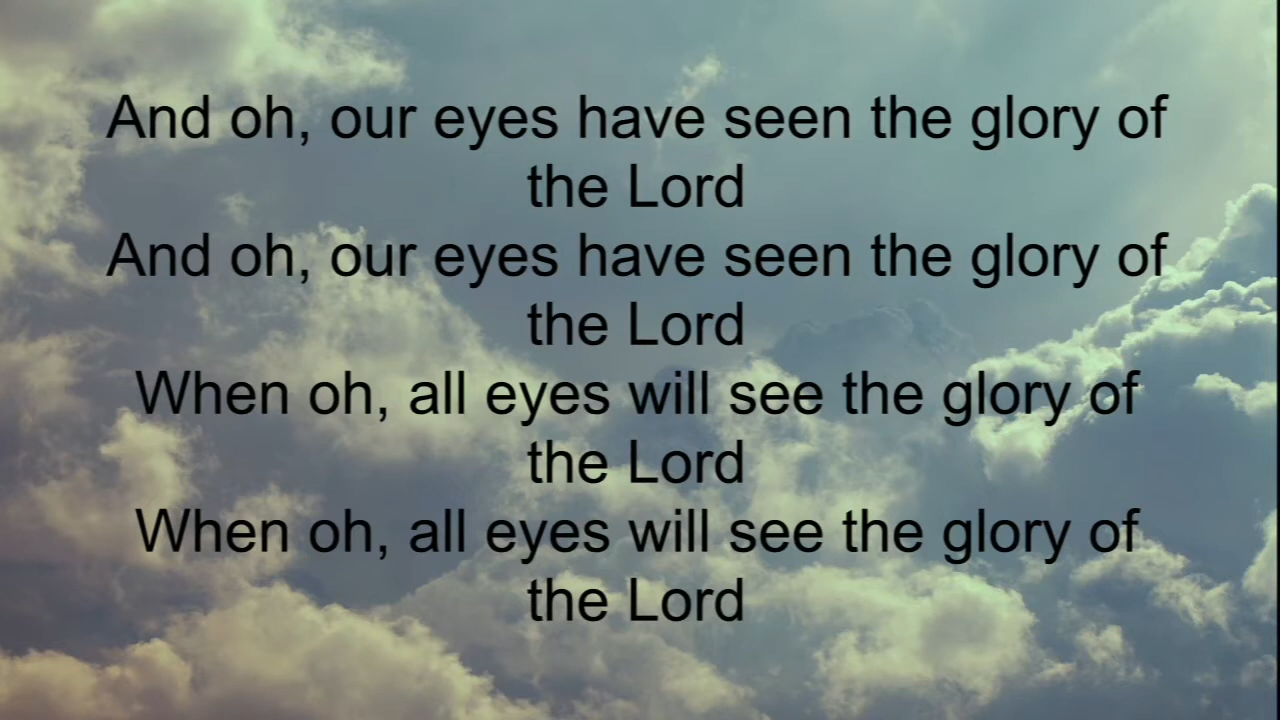 And oh, our eyes have seen the glory of
the Lord
And oh, our eyes have seen the glory of
the Lord
When oh, all eyes will see the glory of
the Lord
When oh, all eyes will see the glory of
the Lord